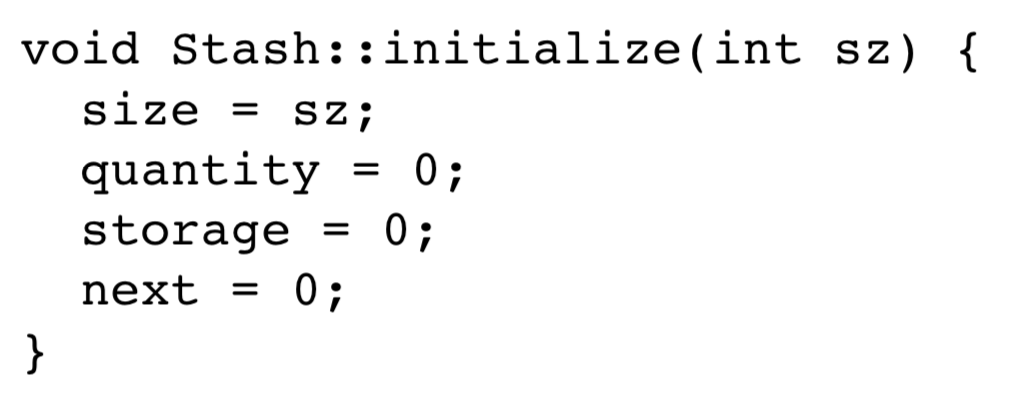 void Stash::initialize(int sz) {
  size = sz;
  quantity = 0;
  storage = 0;
  next = 0;
}